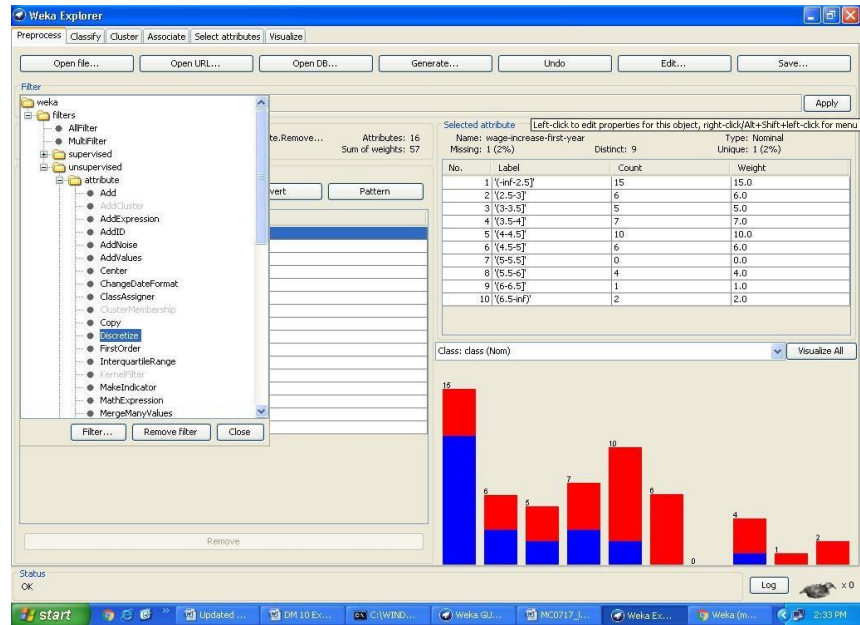 Weka Explorer
Preprocess Classify Cluster Associate Select attributes Visualize
Open file... Open URL... Open DB... Generate... Undo Edit... Save...
Filter
weka
filters
AllFilter
MultiFilter
supervised
unsupervised
attribute
Add
AddCluster
AddExpression
AddID
AddNoise
AddValues
Center
ChangeDateFormat
ClassAssigner
ClusterMembership
Copy
Discretize
FirstOrder
InterquartileRange
KernelFilter
MakeIndicator
MathExpression
MergeManyValues
Filter... Remove filter Close
Apply
te.Remove... Attributes: 16
Sum of weights: 57
vert Pattern
Remove
Selected attribute
Left-click to edit properties for this object, right-click/Alt+Shift+left-click for menu
Name: wage-increase-first-year Type: Nominal
Missing: 1 (2%) Distinct: 9 Unique: 1 (2%)
No. Label Count Weight
1 '(-inf-2.5]' 15 15.0
2 '(2.5-3]' 6 6.0
3 '(3-3.5]' 5 5.0
4 '(3.5-4]' 7 7.0
5 '(4-4.5]' 10 10.0
6 '(4.5-5]' 6 6.0
7 '(5-5.5]' 0 0.0
8 '(5.5-6]' 4 4.0
9 '(6-6.5]' 1 1.0
10 '(6.5-inf)' 2 2.0
Class: class (Nom) Visualize All
15
6
5
7
10
6
0
4
1
2
Status
OK
Log x 0
start Updated ... DM 10 Ex... C:\WIND... Weka GU... MC0717_J... Weka Ex... Weka (m... 2:33 PM